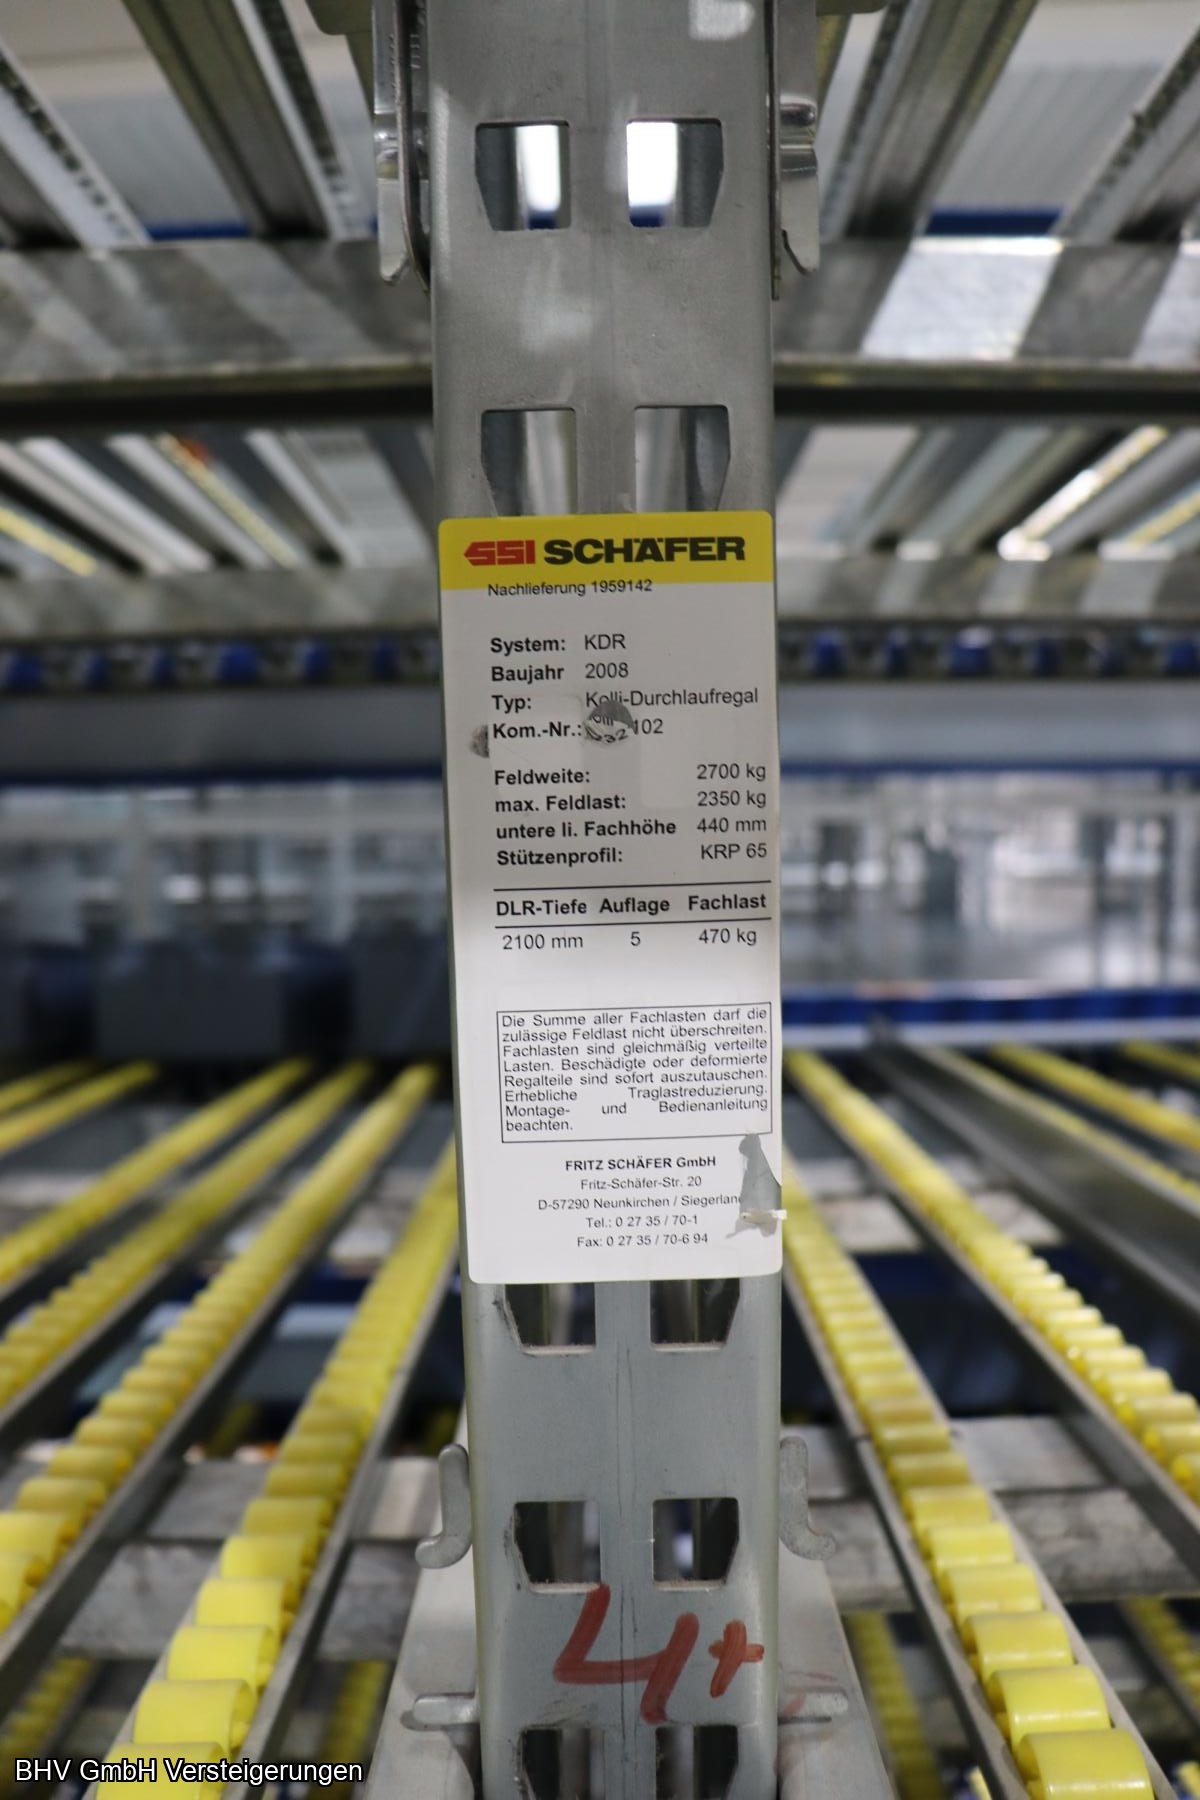 SSI SCHÄFER
Nachlieferung 1959142
System: KDR
Baujahr 2008
Typ: Kolli-Durchlaufregal
Kom.-Nr.: 102
Feldweite: 2700 kg
max. Feldlast: 2350 kg
untere li. Fachhöhe 440 mm
Stützenprofil: KRP 65
DLR-Tiefe Auflage Fachlast
2100 mm 5 470 kg
Die Summe aller Fachlasten darf die
zulässige Feldlast nicht überschreiten.
Fachlasten sind gleichmäßig verteilte
Lasten. Beschädigte oder deformierte
Regalteile sind sofort auszutauschen.
Erhebliche Traglastreduzierung.
Montage- und Bedienanleitung
beachten.
FRITZ SCHÄFER GmbH
Fritz-Schäfer-Str. 20
D-57290 Neunkirchen / Siegerland
Tel.: 0 27 35 / 70-1
Fax: 0 27 35 / 70-6 94
4+
BHV GmbH Versteigerungen